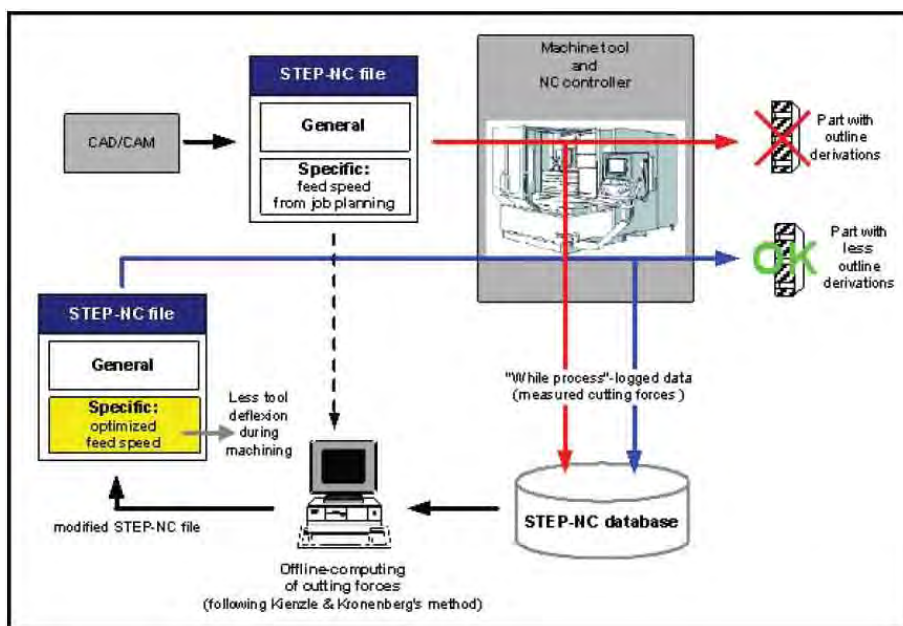 CAD/CAM
STEP-NC file
General
Specific:
feed speed
from job planning
Machine tool
and
NC controller
Part with
outline
derivations
OK
Part with
less
outline
derivations
STEP-NC file
General
Specific:
optimized
feed speed
Less tool
deflexion
during
machining
"While process"-logged data
(measured cutting forces )
STEP-NC database
modified STEP-NC file
Offline-computing
of cutting forces
(following Kienzle & Kronenberg's method)